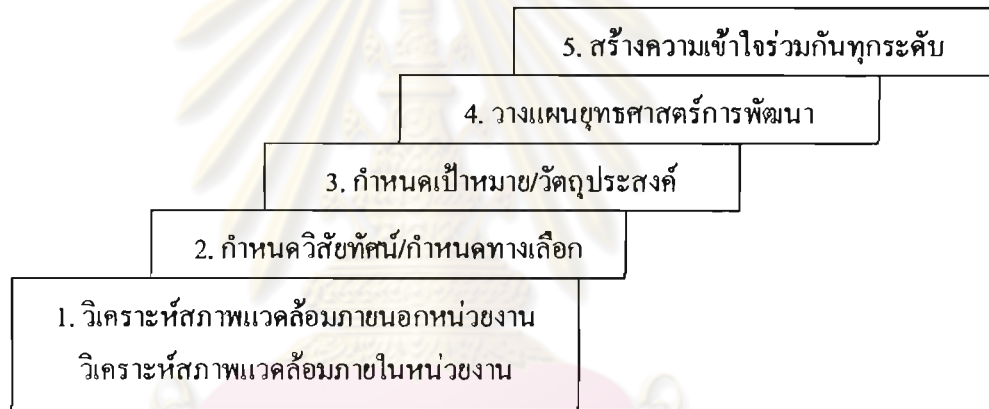 5. สร้างความเข้าใจร่วมกันทุกระดับ
4. วางแผนยุทธศาสตร์การพัฒนา
3. กำหนดเป้าหมาย/วัตถุประสงค์
2. กำหนดวิสัยทัศน์/กำหนดทางเลือก
1. วิเคราะห์สภาพแวดล้อมภายนอกหน่วยงาน
วิเคราะห์สภาพแวดล้อมภายในหน่วยงาน